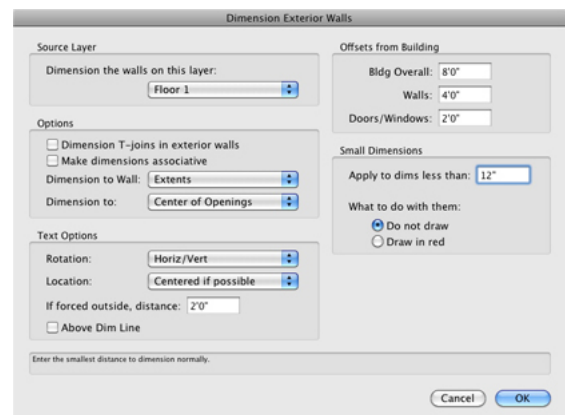 Dimension Exterior Walls
Source Layer
Dimension the walls on this layer:
Floor 1
Options
Dimension T-joins in exterior walls
Make dimensions associative
Dimension to Wall: Extents
Dimension to: Center of Openings
Text Options
Rotation: Horiz/Vert
Location: Centered if possible
If forced outside, distance: 2'0"
Above Dim Line
Offsets from Building
Bldg Overall: 8'0"
Walls: 4'0"
Doors/Windows: 2'0"
Small Dimensions
Apply to dims less than: 12"
What to do with them:
Do not draw
Draw in red
Enter the smallest distance to dimension normally.
Cancel OK